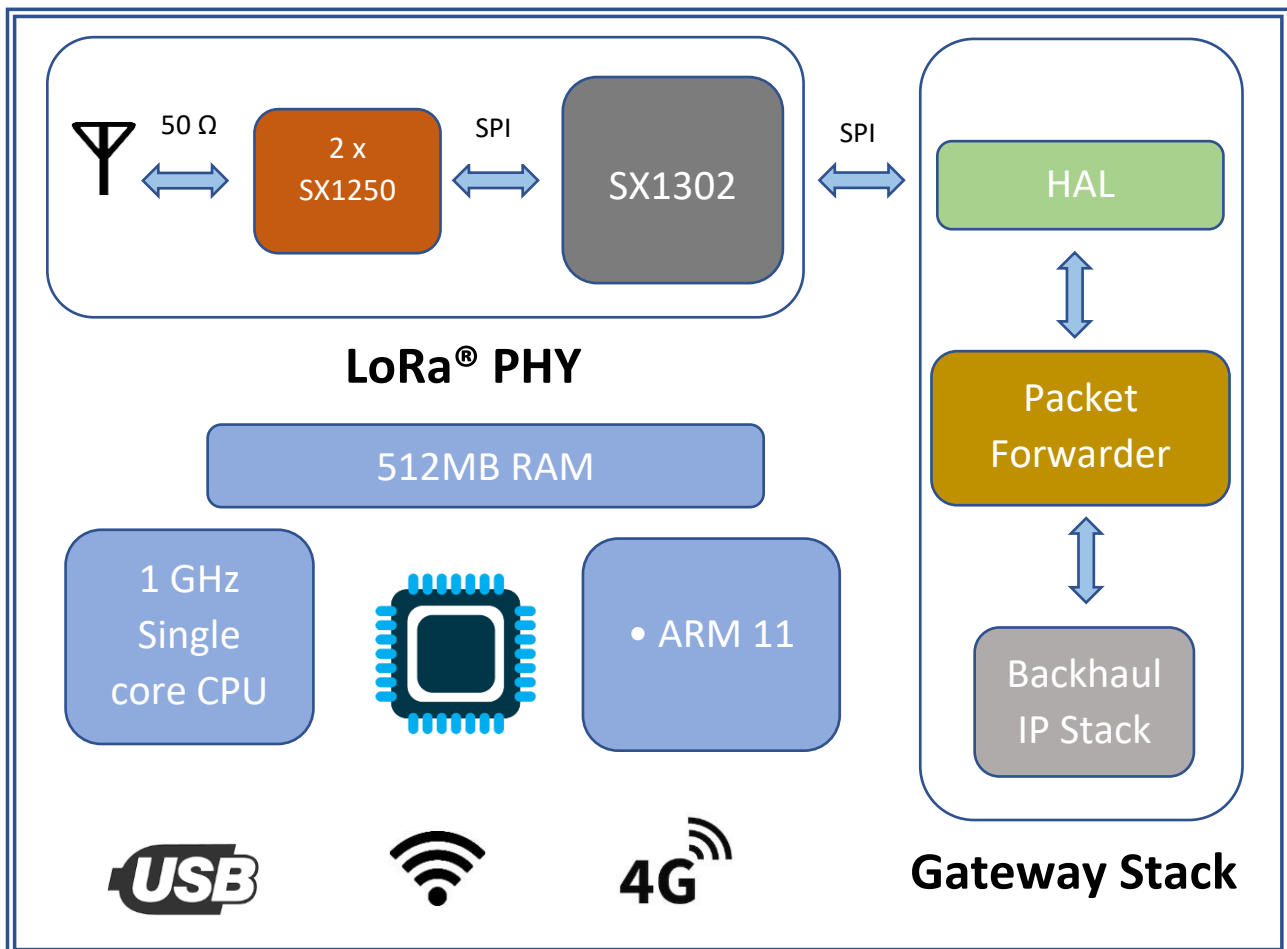 50 Ω
2 x
SX1250
SPI
SX1302
SPI
HAL
LoRa® PHY
Packet
Forwarder
512MB RAM
1 GHz
Single
core CPU
• ARM 11
Backhaul
IP Stack
USB
4G
Gateway Stack